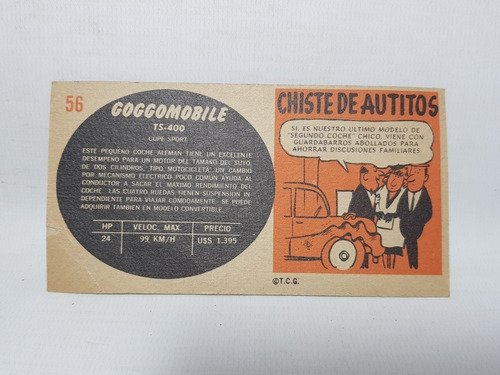 56
GOGGOMOBILE
TS-400
COPE-SPORT
ESTE PEQUEÑO COCHE ALEMAN TIENE UN EXCELENTE
DESEMPEÑO PARA UN MOTOR DEL TAMAÑO DEL SUYO,
DE DOS CILINDROS, TIPO, MOTOCICLETA. UN CAMBIO
POR MECANISMO ELECTRICO POCO COMUN AYUDA AL
CONDUCTOR A SACAR EL MAXIMO RENDIMIENTO DEL
COCHE. LAS CUATRO RUEDAS TIENEN SUSPENSION IN-
DEPENDIENTE PARA VIAJAR COMODAMENTE. SE PUEDE
ADQUIRIR TAMBIEN EN MODELO CONVERTIBLE.
HP VELOC. MAX. PRECIO
24 99 KM/H U$S 1.395
CHISTE DE AUTITOS
SI, ES NUESTRO ULTIMO MODELO DE
"SEGUNDO COCHE" CHICO. VIENE CON
GUARDABARROS ABOLLADOS PARA
AHORRAR DISCUSIONES FAMILIARES
©T.C.G.